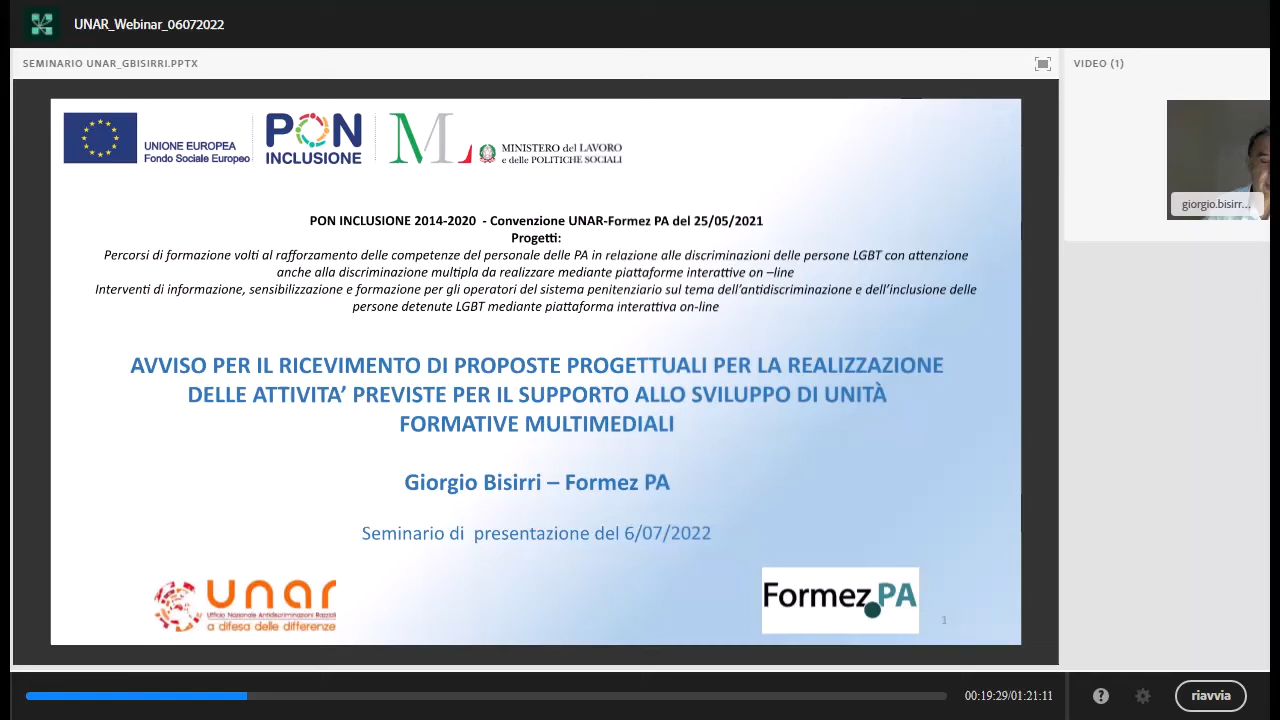 UNAR_Webinar_06072022
SEMINARIO UNAR_GBISIRRI.PPTX
VIDEO (1)
UNIONE EUROPEA
Fondo Sociale Europeo
PON
INCLUSIONE
ML
MINISTERO del LAVORO
e delle POLITICHE SOCIALI
giorgio.bisirr...
PON INCLUSIONE 2014-2020 - Convenzione UNAR-Formez PA del 25/05/2021
Progetti:
Percorsi di formazione volti al rafforzamento delle competenze del personale delle PA in relazione alle discriminazioni delle persone LGBT con attenzione
anche alla discriminazione multipla da realizzare mediante piattaforme interattive on –line
Interventi di informazione, sensibilizzazione e formazione per gli operatori del sistema penitenziario sul tema dell'antidiscriminazione e dell'inclusione delle
persone detenute LGBT mediante piattaforma interattiva on-line
AVVISO PER IL RICEVIMENTO DI PROPOSTE PROGETTUALI PER LA REALIZZAZIONE
DELLE ATTIVITA' PREVISTE PER IL SUPPORTO ALLO SVILUPPO DI UNITÀ
FORMATIVE MULTIMEDIALI
Giorgio Bisirri – Formez PA
Seminario di presentazione del 6/07/2022
unar
Ufficio Nazionale Antidiscriminazioni Razziali
a difesa delle differenze
Formez PA
1
00:19:29/01:21:11
?
riavvia